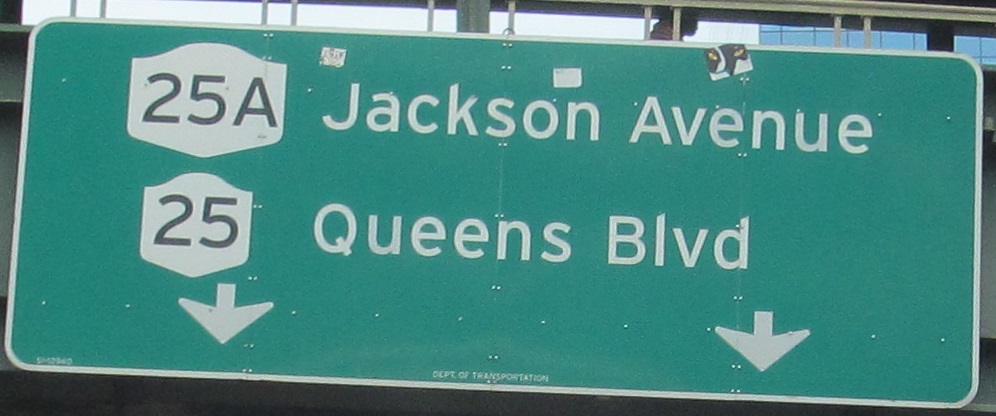 25A Jackson Avenue
25 Queens Blvd
DEPT. OF TRANSPORTATION